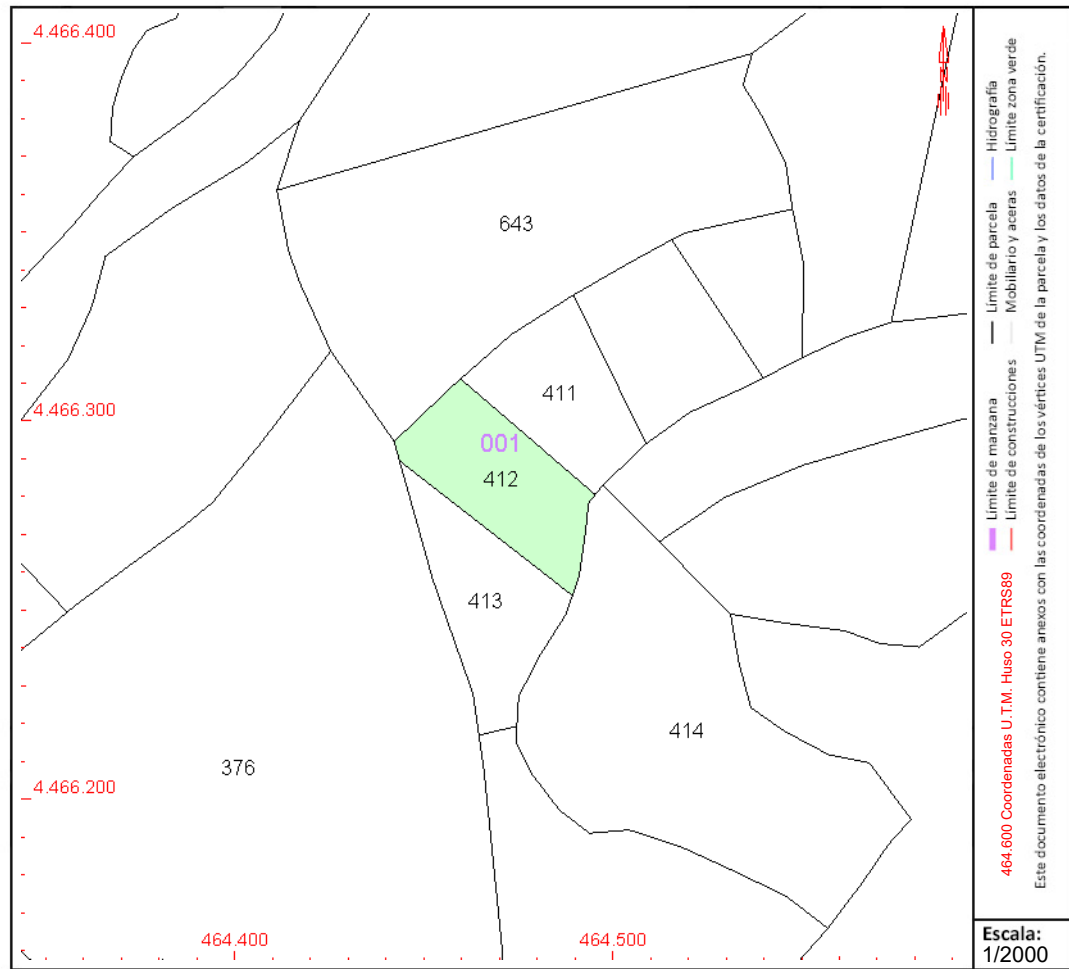 4.466.400
643
4.466.300
411
001
412
413
414
376
4.466.200
464.400
464.500
Límite de manzana
Límite de parcela
Hidrografía
Límite de construcciones
Mobiliario y aceras
Límite zona verde
464.600 Coordenadas U.T.M. Huso 30 ETRS89
Este documento electrónico contiene anexos con las coordenadas de los vértices UTM de la parcela y los datos de la certificación.
Escala:
1/2000